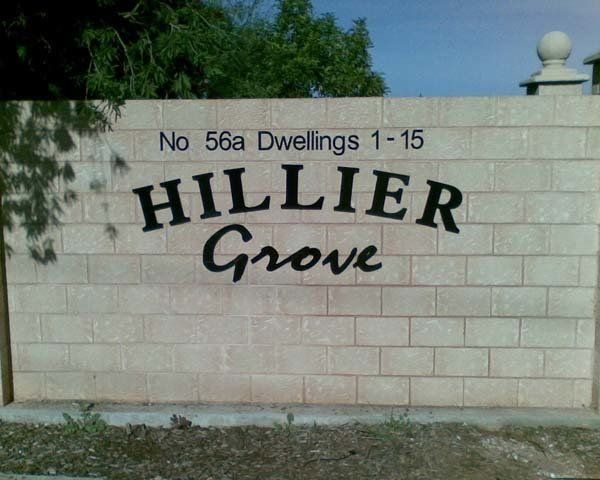 No 56a Dwellings 1-15
HILLIER
Grove